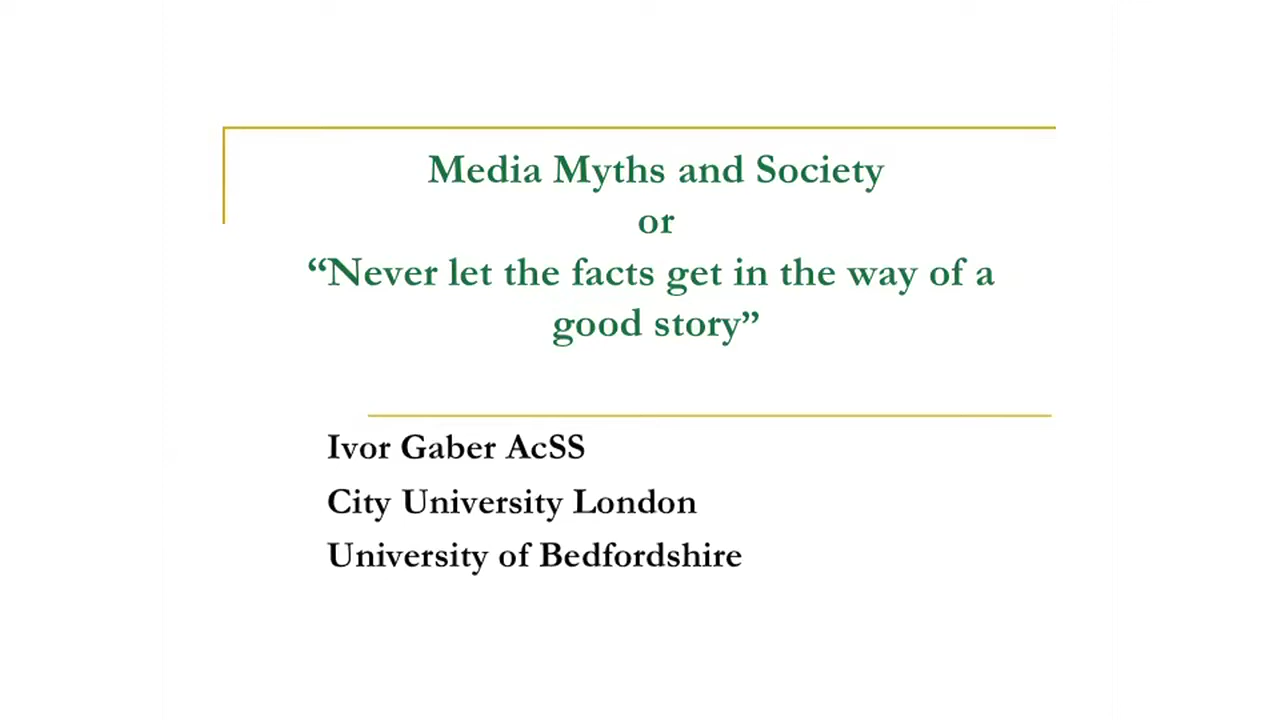 Media Myths and Society
or
“Never let the facts get in the way of a
good story”
Ivor Gaber AcSS
City University London
University of Bedfordshire